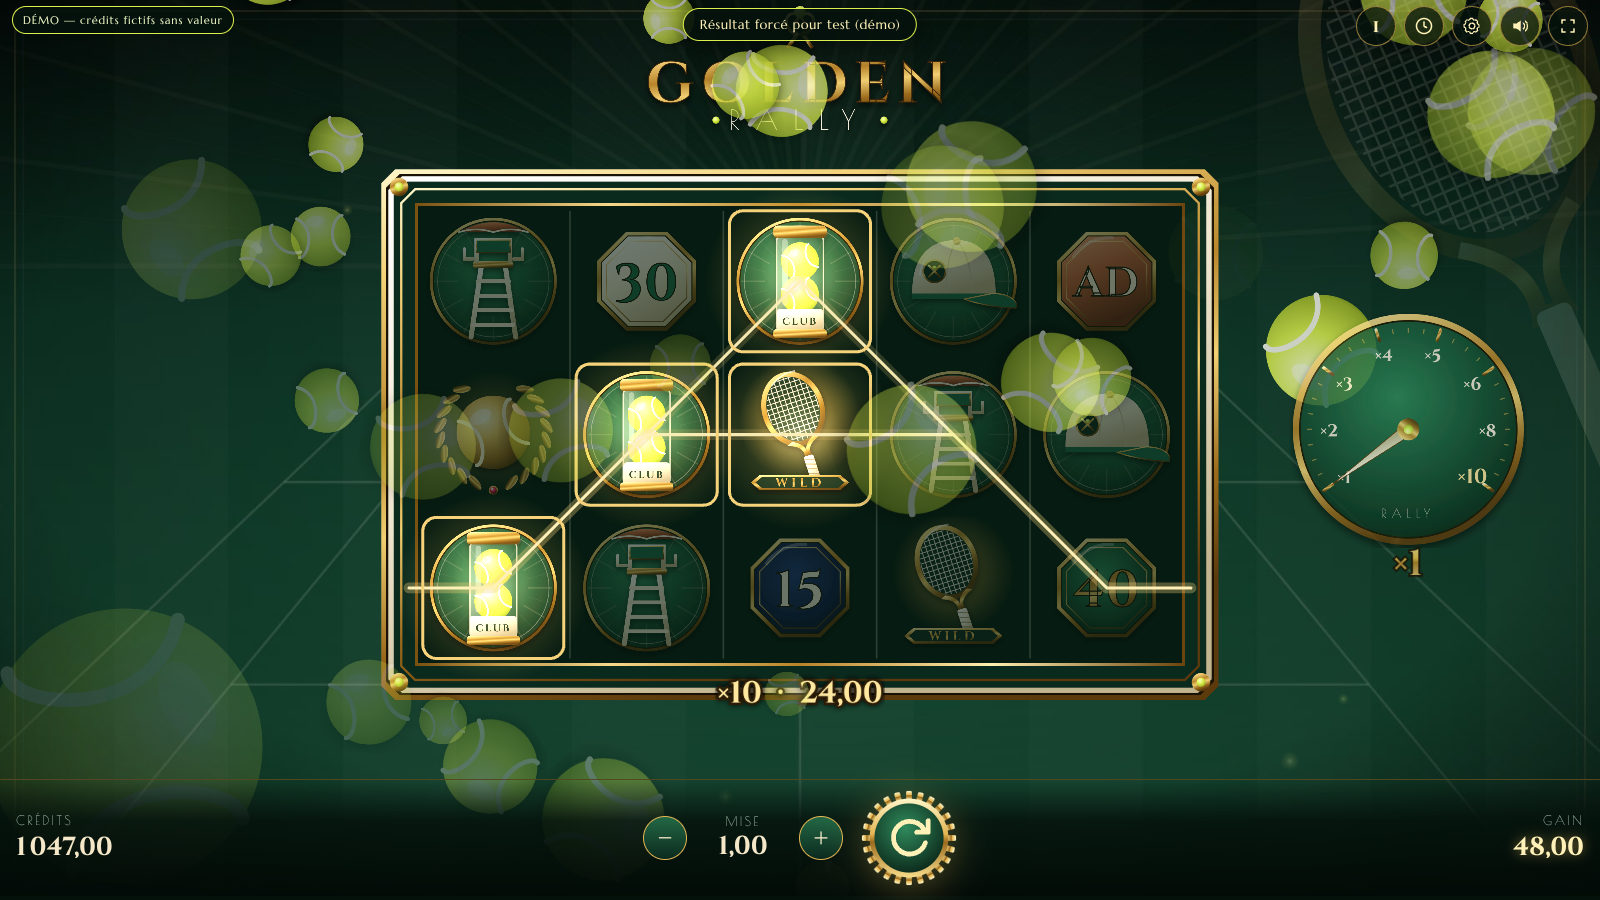 DÉMO — crédits fictifs sans valeur
Résultat forcé pour test (démo)
GOLDEN
RALLY
30
CLUB
AD
CLUB
WILD
CLUB
15
WILD
40
×10 • 24,00
×1
×2
×3
×4
×5
×6
×8
×10
RALLY
×1
CRÉDITS
1 047,00
MISE
− 1,00 +
GAIN
48,00